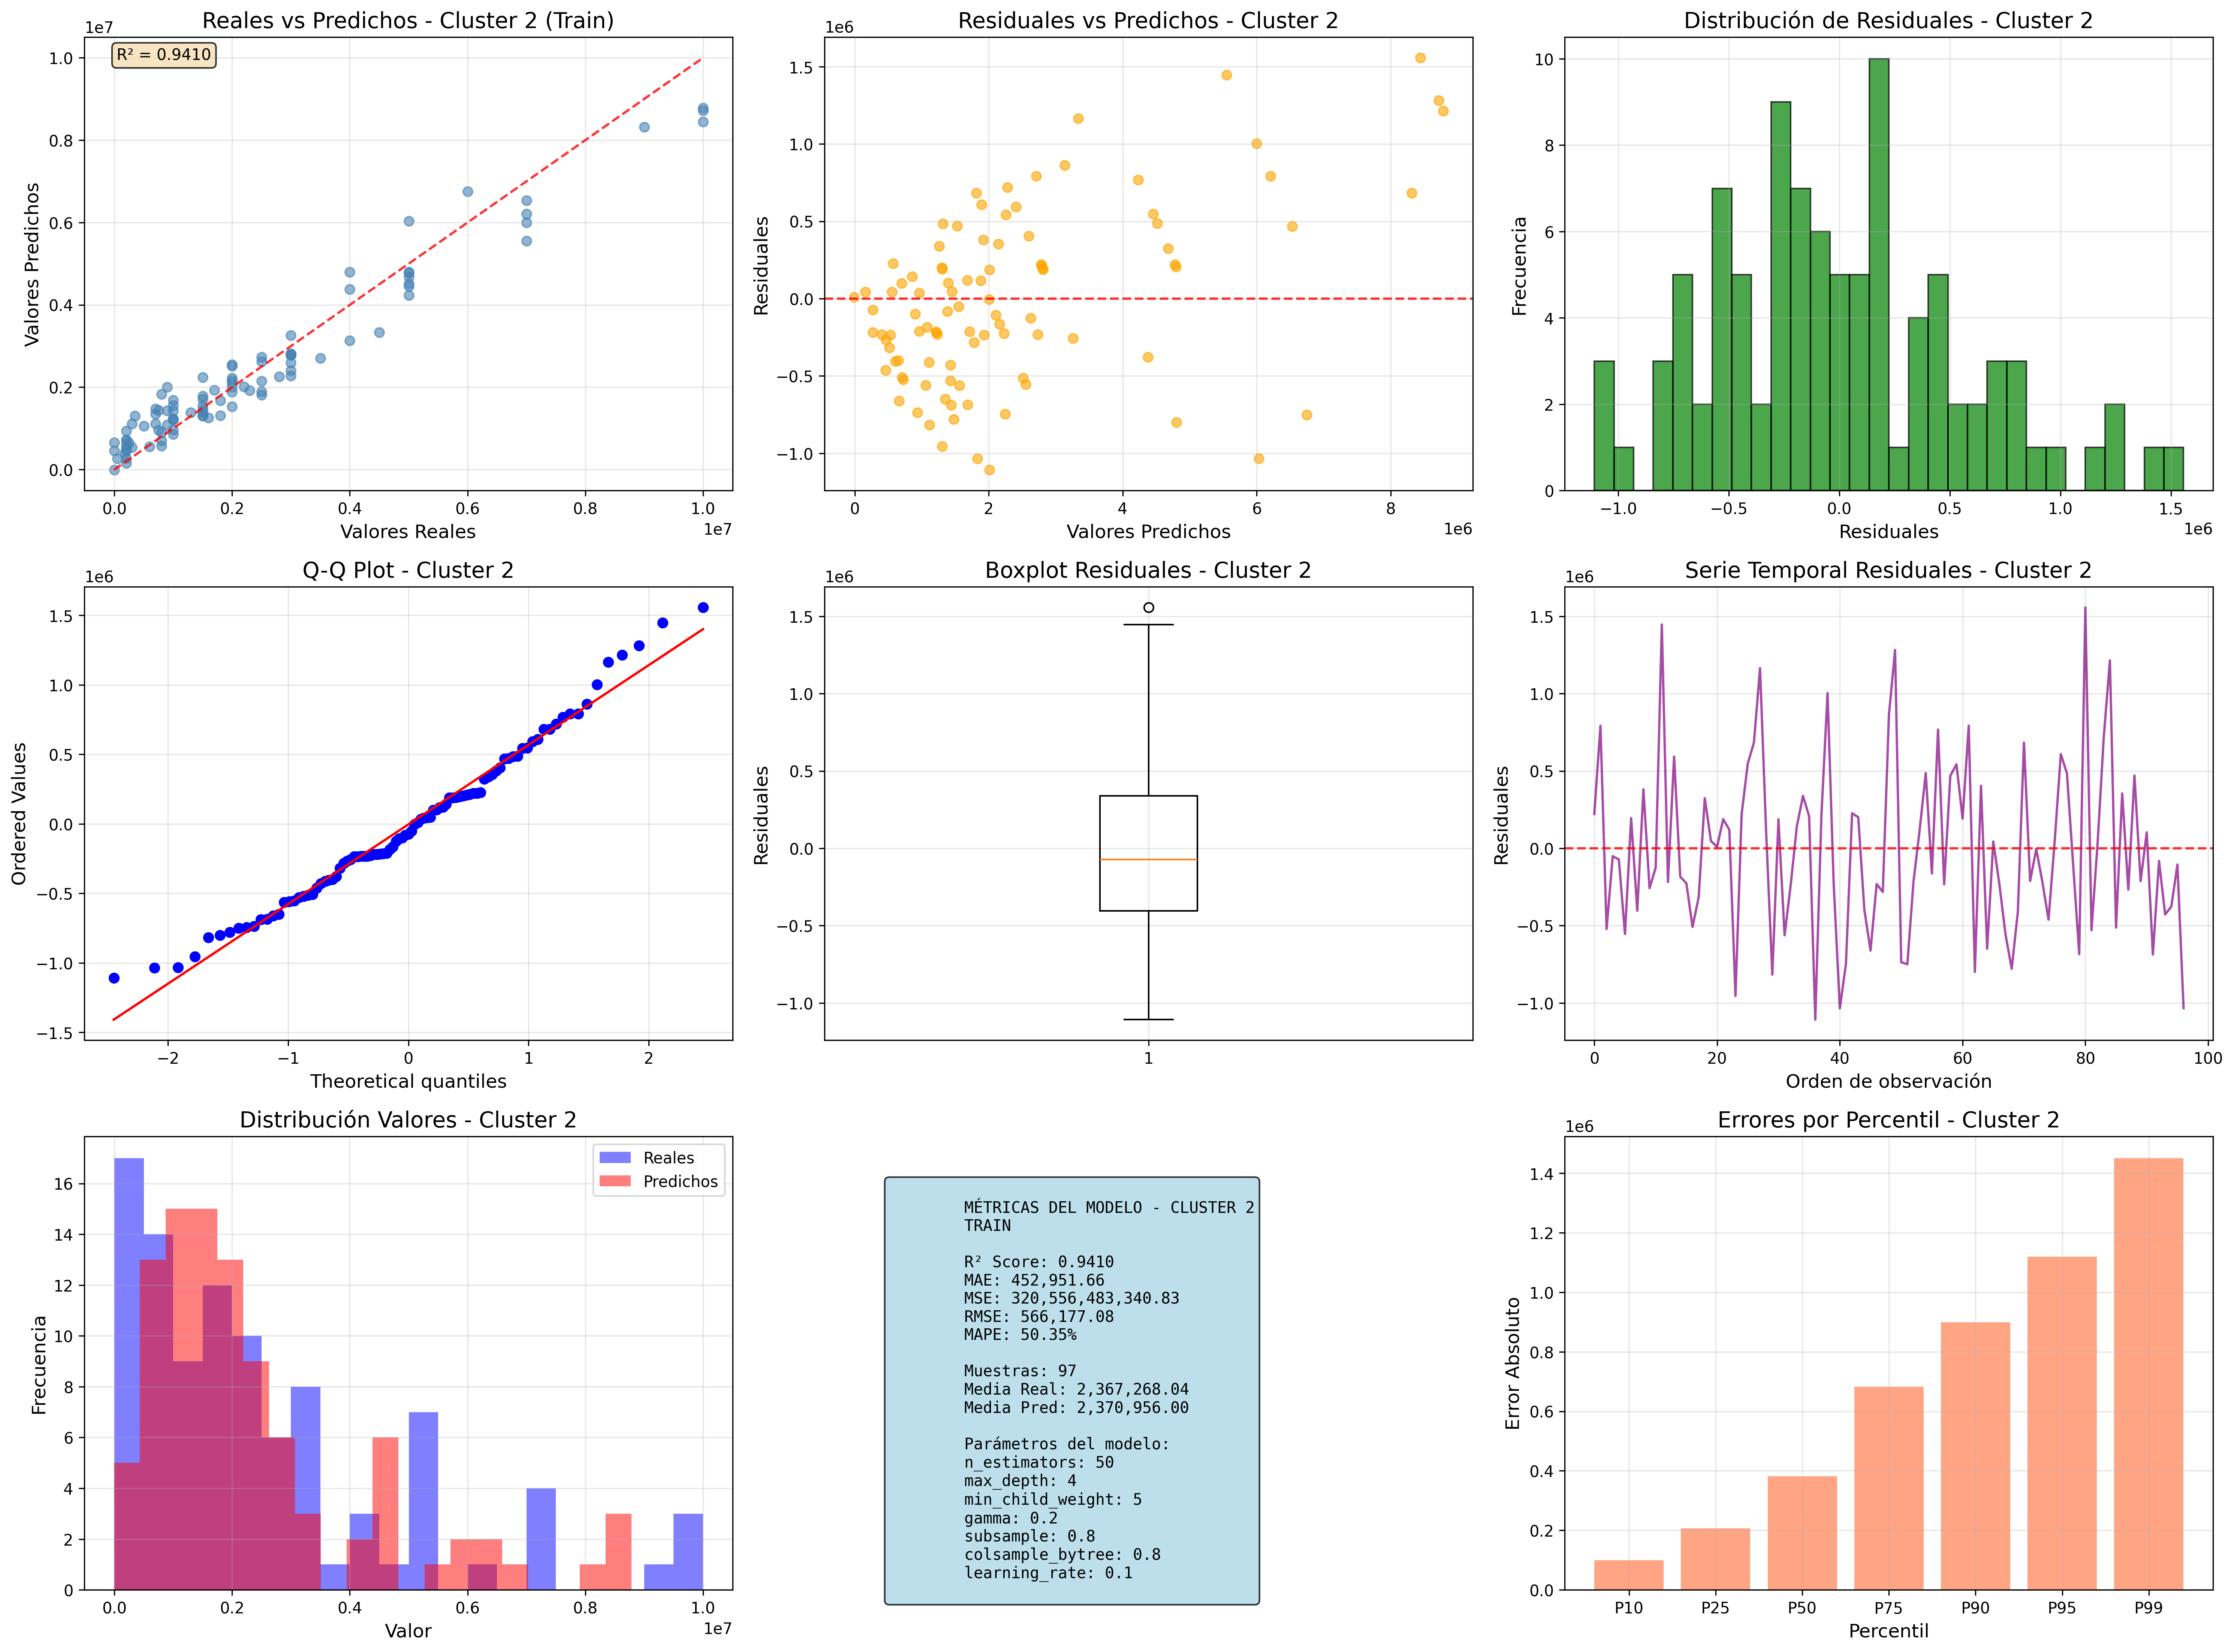 Reales vs Predichos - Cluster 2 (Train)
1e7
R² = 0.9410
1.0
0.8
0.6
0.4
0.2
0.0
Valores Predichos
0.0 0.2 0.4 0.6 0.8 1.0
1e7
Valores Reales
Residuales vs Predichos - Cluster 2
1e6
1.5
1.0
0.5
0.0
−0.5
−1.0
Residuales
0 2 4 6 8
1e6
Valores Predichos
Distribución de Residuales - Cluster 2
10
8
6
4
2
0
Frecuencia
−1.0 −0.5 0.0 0.5 1.0 1.5
1e6
Residuales
Q-Q Plot - Cluster 2
1e6
1.5
1.0
0.5
0.0
−0.5
−1.0
−1.5
Ordered Values
−2 −1 0 1 2
Theoretical quantiles
Boxplot Residuales - Cluster 2
1e6
1.5
1.0
0.5
0.0
−0.5
−1.0
Residuales
1
Serie Temporal Residuales - Cluster 2
1e6
1.5
1.0
0.5
0.0
−0.5
−1.0
Residuales
0 20 40 60 80 100
Orden de observación
Distribución Valores - Cluster 2
Reales
Predichos
16
14
12
10
8
6
4
2
0
Frecuencia
0.0 0.2 0.4 0.6 0.8 1.0
1e7
Valor
MÉTRICAS DEL MODELO - CLUSTER 2
TRAIN
R² Score: 0.9410
MAE: 452,951.66
MSE: 320,556,483,340.83
RMSE: 566,177.08
MAPE: 50.35%
Muestras: 97
Media Real: 2,367,268.04
Media Pred: 2,370,956.00
Parámetros del modelo:
n_estimators: 50
max_depth: 4
min_child_weight: 5
gamma: 0.2
subsample: 0.8
colsample_bytree: 0.8
learning_rate: 0.1
Errores por Percentil - Cluster 2
1e6
1.4
1.2
1.0
0.8
0.6
0.4
0.2
0.0
Error Absoluto
P10 P25 P50 P75 P90 P95 P99
Percentil